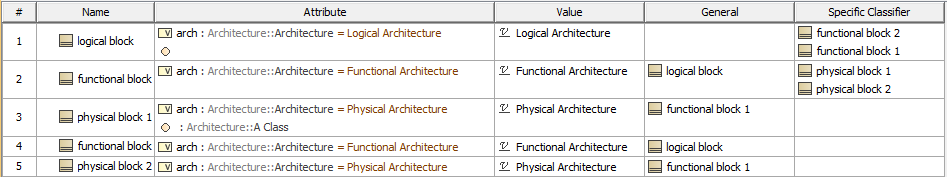 # Name Attribute Value General Specific Classifier
1 logical block arch : Architecture::Architecture = Logical Architecture Logical Architecture functional block 2
functional block 1
2 functional block arch : Architecture::Architecture = Functional Architecture Functional Architecture logical block physical block 1
physical block 2
3 physical block 1 arch : Architecture::Architecture = Physical Architecture Physical Architecture functional block 1
: Architecture::A Class
4 functional block arch : Architecture::Architecture = Functional Architecture Functional Architecture logical block
5 physical block 2 arch : Architecture::Architecture = Physical Architecture Physical Architecture functional block 1